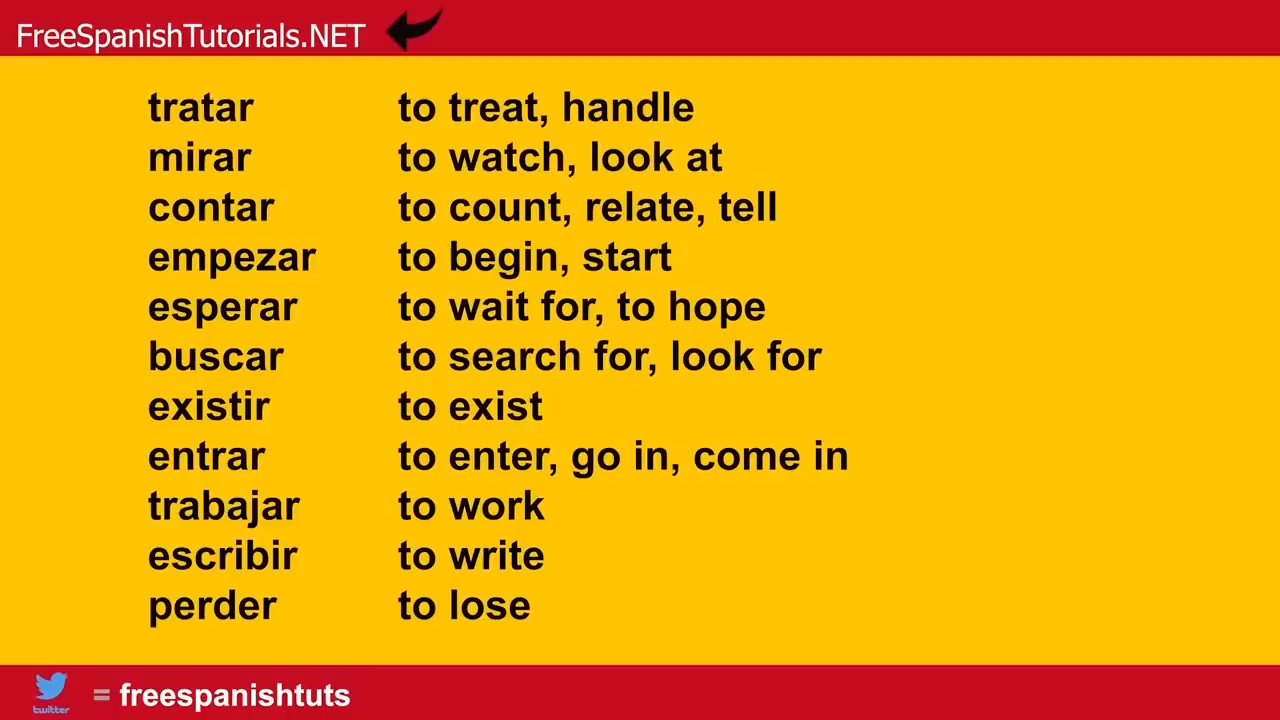 FreeSpanishTutorials.NET
tratar to treat, handle
mirar to watch, look at
contar to count, relate, tell
empezar to begin, start
esperar to wait for, to hope
buscar to search for, look for
existir to exist
entrar to enter, go in, come in
trabajar to work
escribir to write
perder to lose
twitter = freespanishtuts